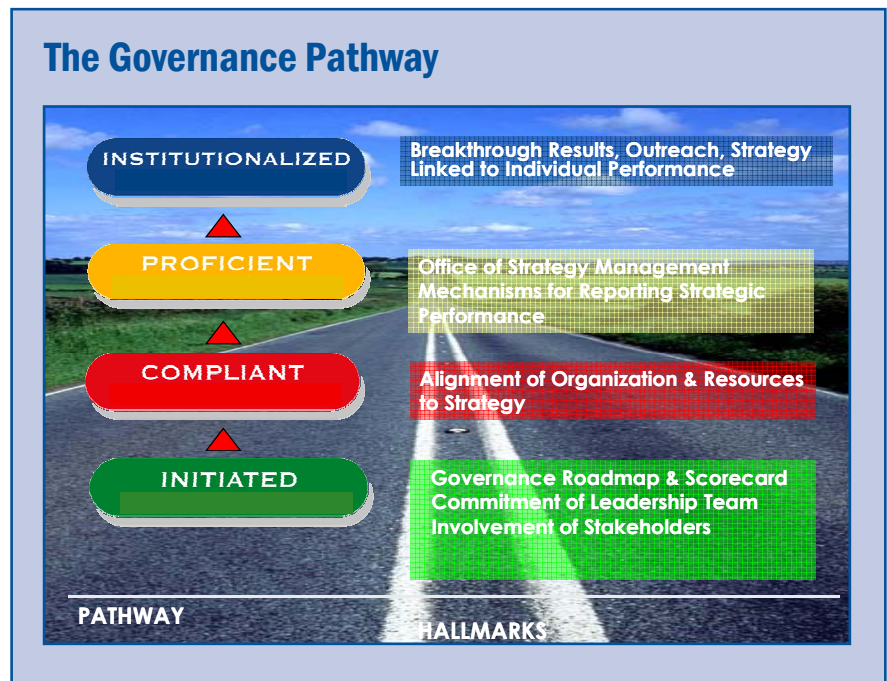 The Governance Pathway
INSTITUTIONALIZED
Breakthrough Results, Outreach, Strategy
Linked to Individual Performance
PROFICIENT
Office of Strategy Management
Mechanisms for Reporting Strategic
Performance
COMPLIANT
Alignment of Organization & Resources
to Strategy
INITIATED
Governance Roadmap & Scorecard
Commitment of Leadership Team
Involvement of Stakeholders
PATHWAY
HALLMARKS